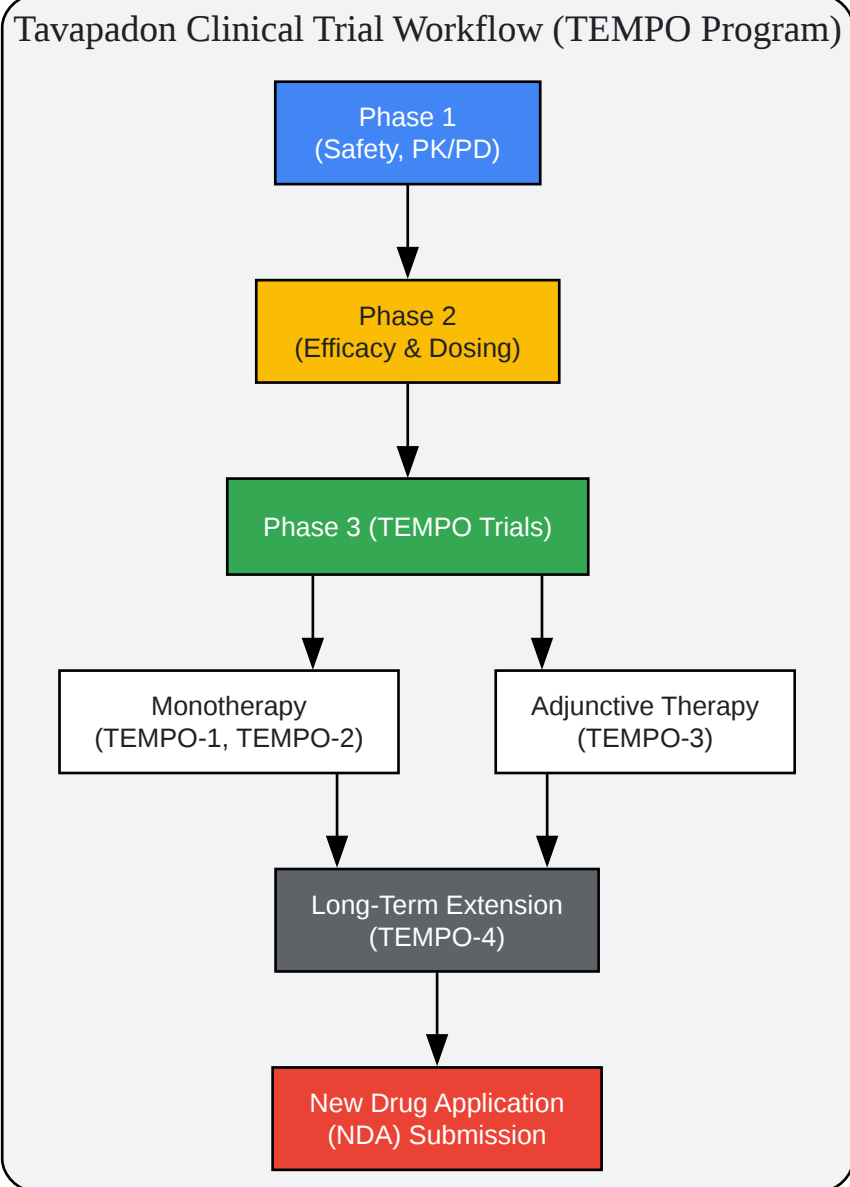 Tavapadon Clinical Trial Workflow (TEMPO Program)
Phase 1
(Safety, PK/PD)
Phase 2
(Efficacy & Dosing)
Phase 3 (TEMPO Trials)
Monotherapy
(TEMPO-1, TEMPO-2)
Adjunctive Therapy
(TEMPO-3)
Long-Term Extension
(TEMPO-4)
New Drug Application
(NDA) Submission